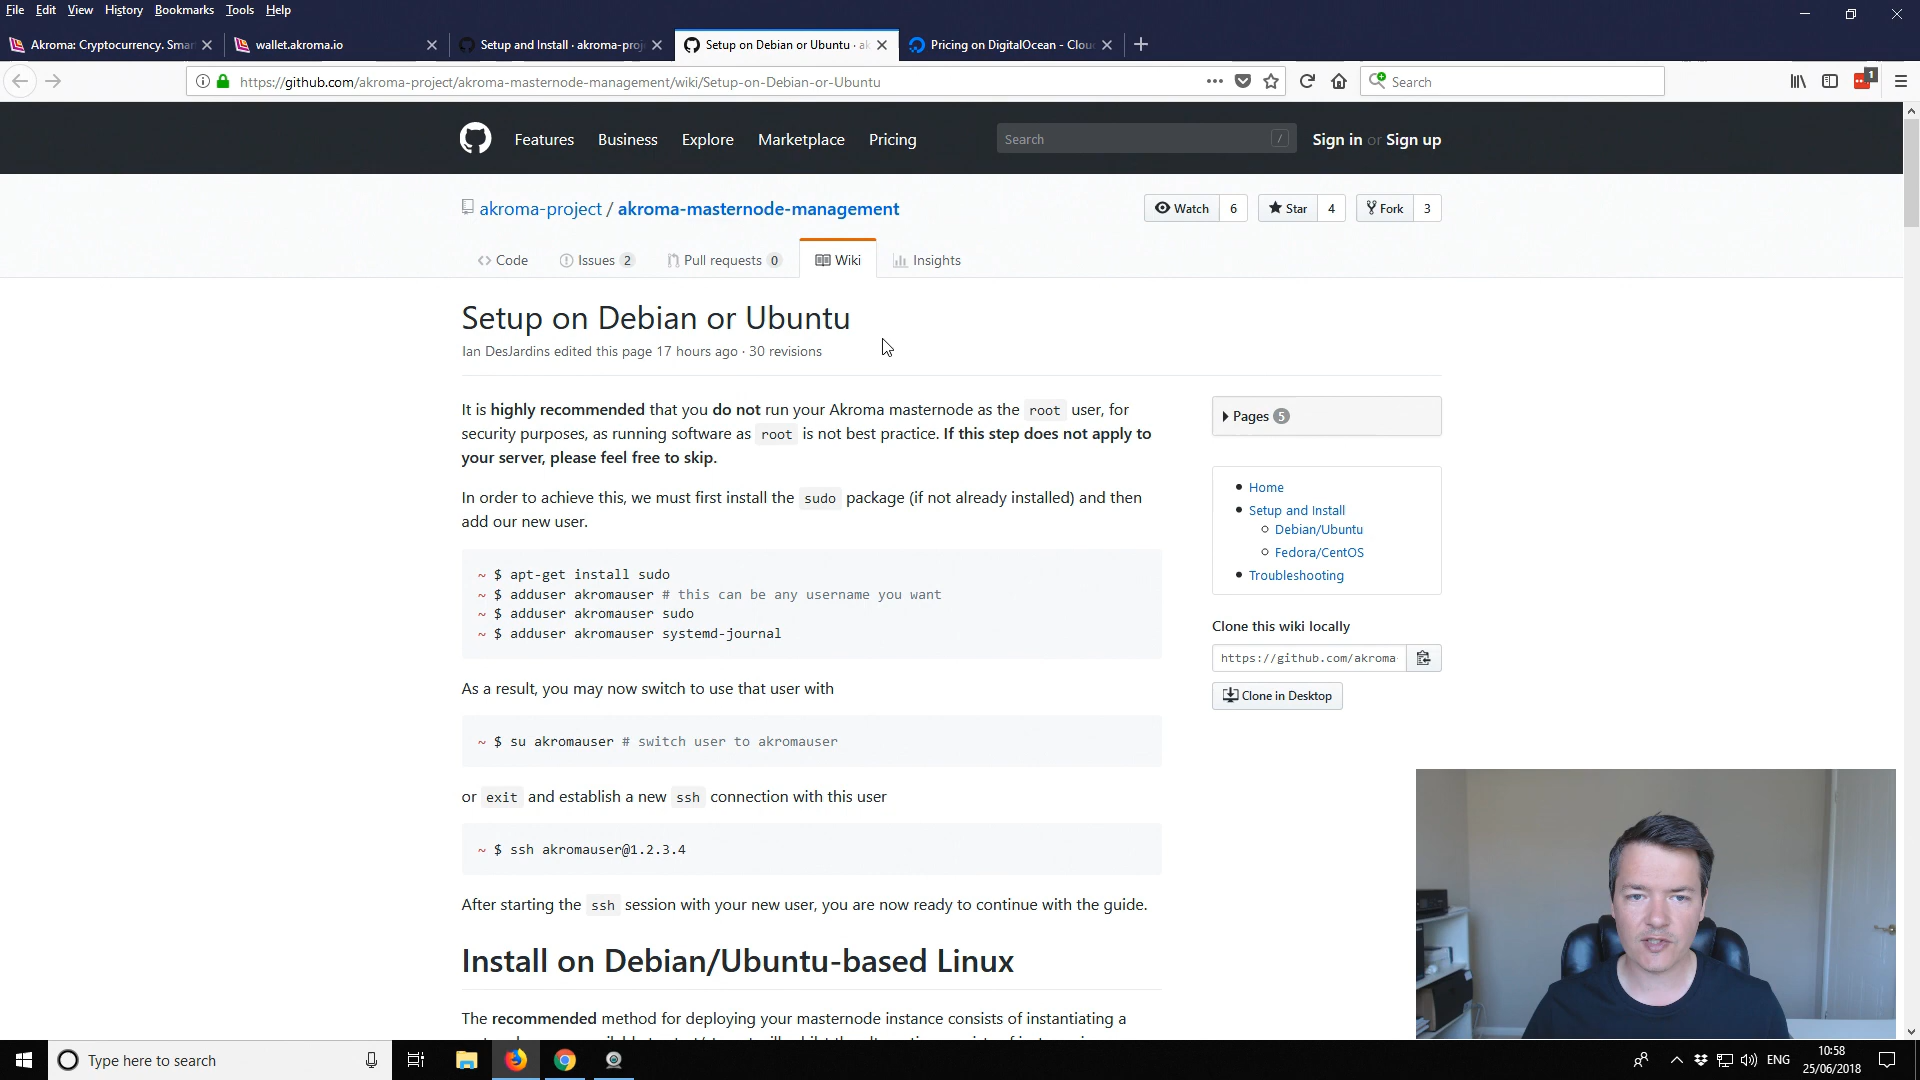 File Edit View History Bookmarks Tools Help
Akroma: Cryptocurrency. Smar
wallet.akroma.io
Setup and Install · akroma-proj
Setup on Debian or Ubuntu · ak
Pricing on DigitalOcean - Clou
https://github.com/akroma-project/akroma-masternode-management/wiki/Setup-on-Debian-or-Ubuntu
Search
1
Features Business Explore Marketplace Pricing
Search /
Sign in or Sign up
akroma-project / akroma-masternode-management
Watch 6 Star 4 Fork 3
Code Issues 2 Pull requests 0 Wiki Insights
Setup on Debian or Ubuntu
Ian DesJardins edited this page 17 hours ago · 30 revisions
It is highly recommended that you do not run your Akroma masternode as the root user, for
security purposes, as running software as root is not best practice. If this step does not apply to
your server, please feel free to skip.
In order to achieve this, we must first install the sudo package (if not already installed) and then
add our new user.
~ $ apt-get install sudo
~ $ adduser akromauser # this can be any username you want
~ $ adduser akromauser sudo
~ $ adduser akromauser systemd-journal
As a result, you may now switch to use that user with
~ $ su akromauser # switch user to akromauser
or exit and establish a new ssh connection with this user
~ $ ssh akromauser@1.2.3.4
After starting the ssh session with your new user, you are now ready to continue with the guide.
Install on Debian/Ubuntu-based Linux
The recommended method for deploying your masternode instance consists of instantiating a
Pages 5
Home
Setup and Install
Debian/Ubuntu
Fedora/CentOS
Troubleshooting
Clone this wiki locally
https://github.com/akroma-
Clone in Desktop
Type here to search
ENG
10:58
25/06/2018